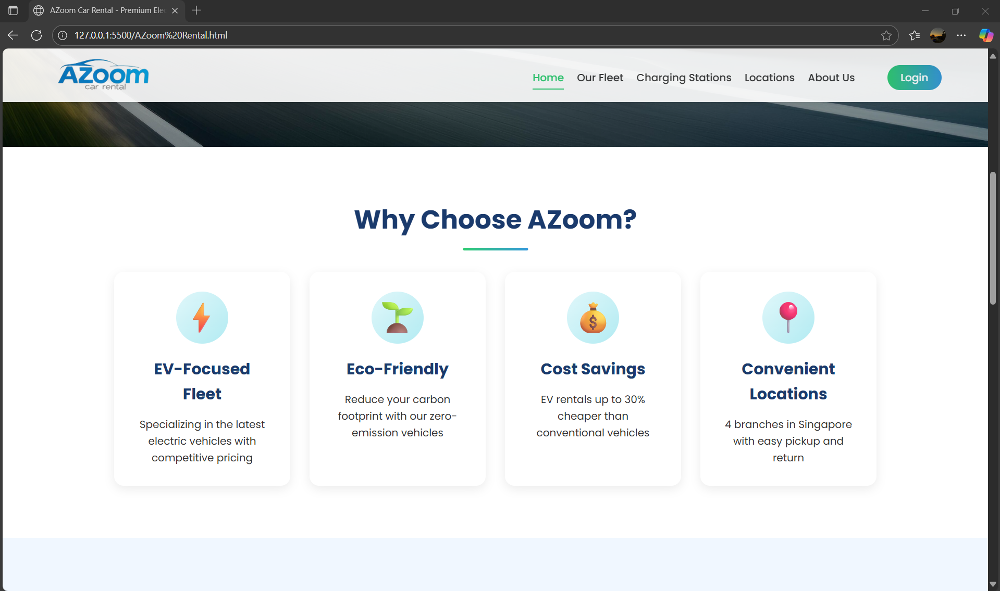 AZoom Car Rental - Premium Elec
127.0.0.1:5500/AZoom%20Rental.html
AZoom
car rental
Home
Our Fleet
Charging Stations
Locations
About Us
Login
Why Choose AZoom?
EV-Focused
Fleet
Specializing in the latest
electric vehicles with
competitive pricing
Eco-Friendly
Reduce your carbon
footprint with our zero-
emission vehicles
$
Cost Savings
EV rentals up to 30%
cheaper than
conventional vehicles
Convenient
Locations
4 branches in Singapore
with easy pickup and
return